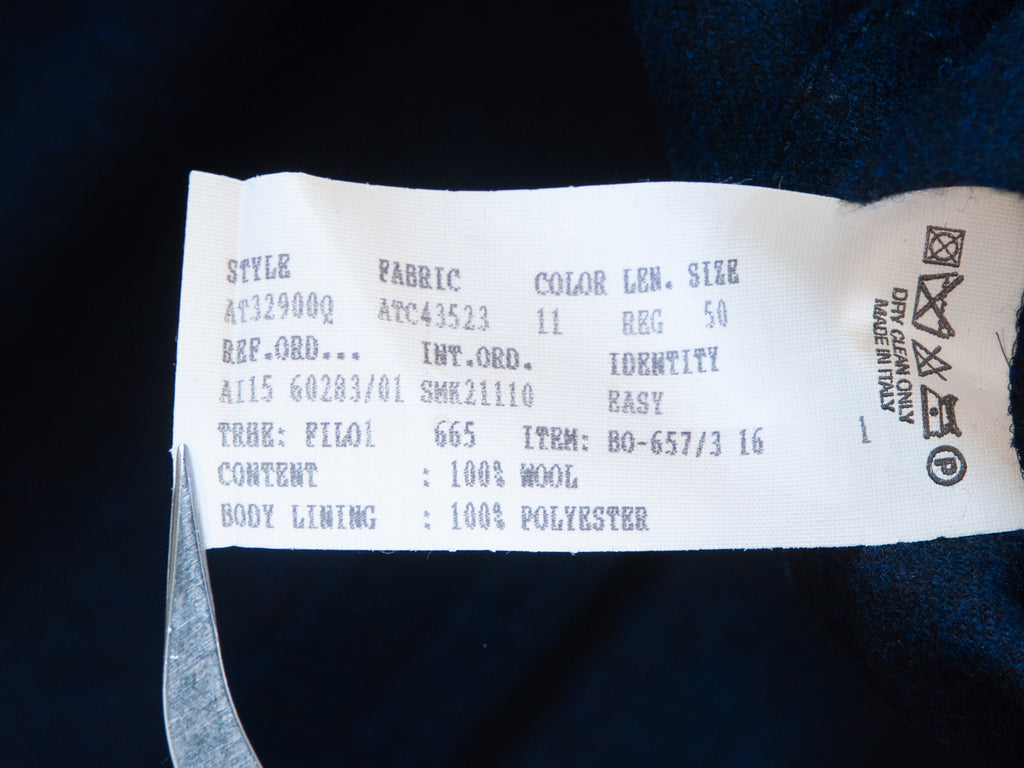 STYLE FABRIC COLOR LEN. SIZE
AT32900Q ATC43523 11 REG 50
REF.ORD... INT.ORD. IDENTITY
AI15 60283/01 SMK21110 EASY
TRHE: FILO1 665 ITEM: BO-657/3 16 1
CONTENT : 100% WOOL
BODY LINING : 100% POLYESTER
P
DRY CLEAN ONLY
MADE IN ITALY